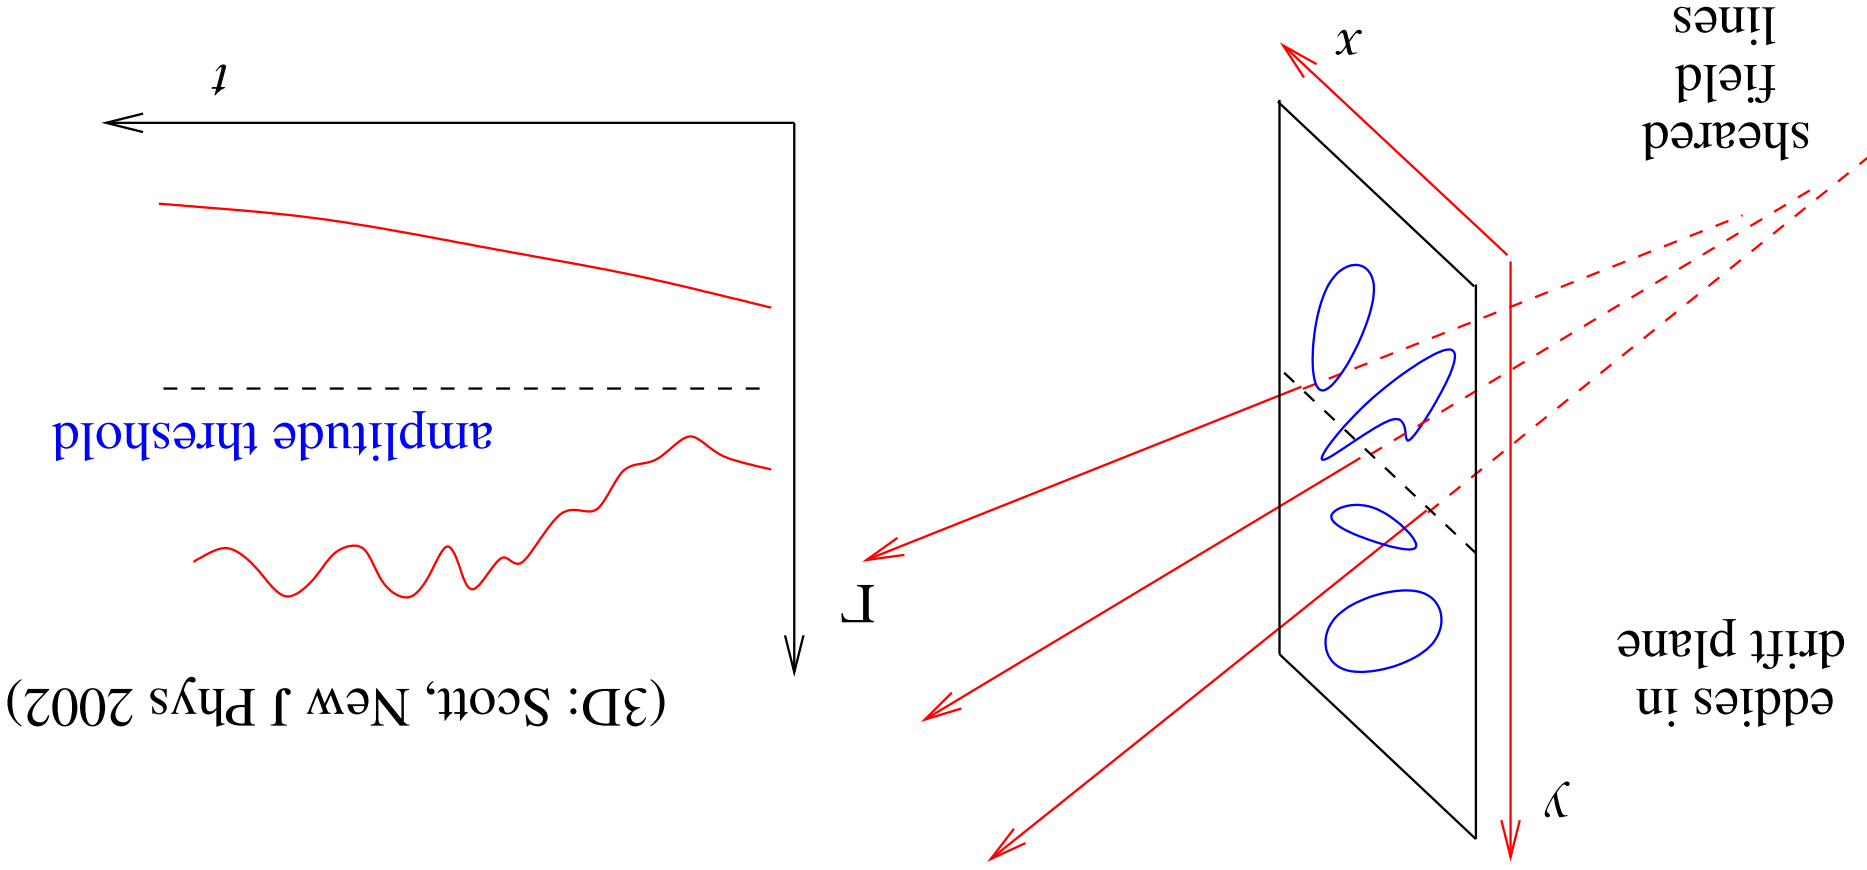 eddies in
drift plane
y
x
sheared
field
lines
(3D: Scott, New J Phys 2002)
Γ
amplitude threshold
t